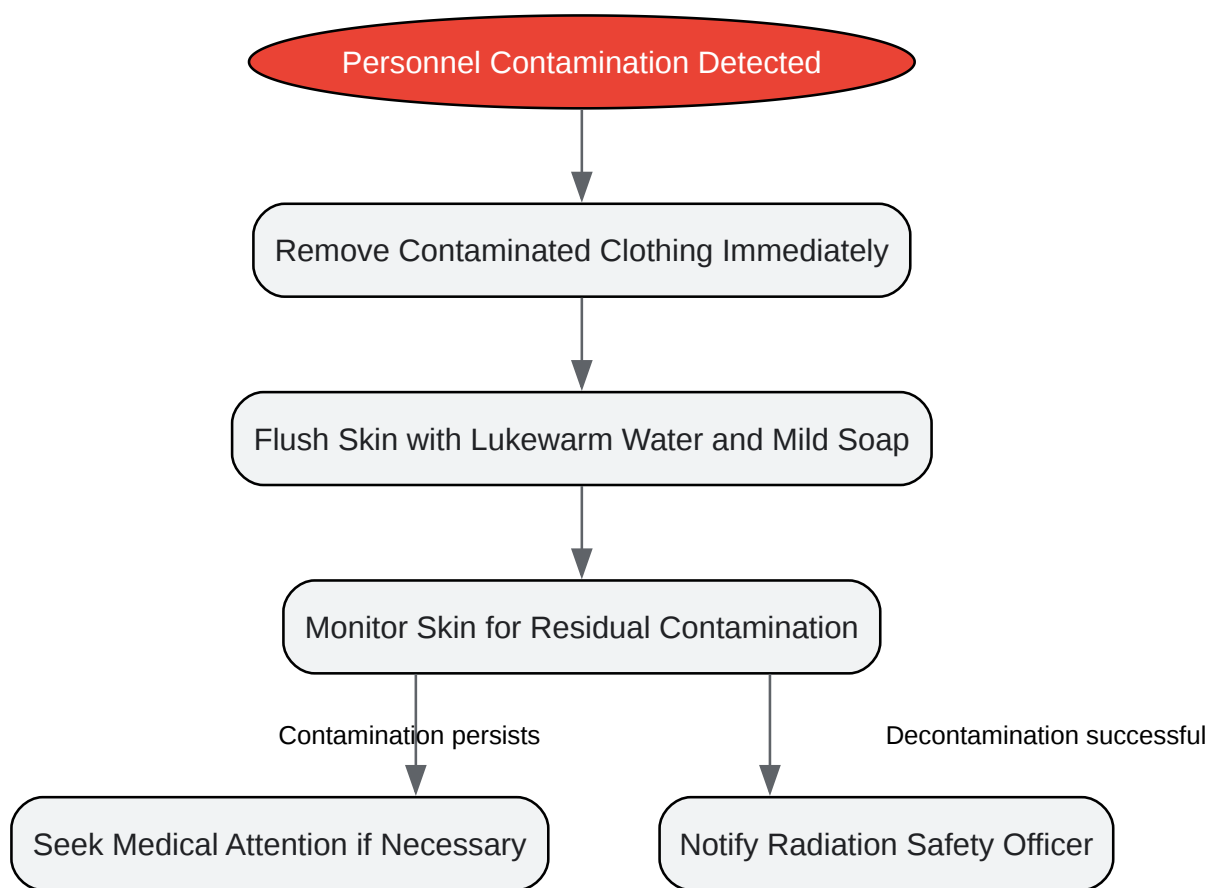 Personnel Contamination Detected
Remove Contaminated Clothing Immediately
Flush Skin with Lukewarm Water and Mild Soap
Monitor Skin for Residual Contamination
Contamination persists
Decontamination successful
Seek Medical Attention if Necessary
Notify Radiation Safety Officer